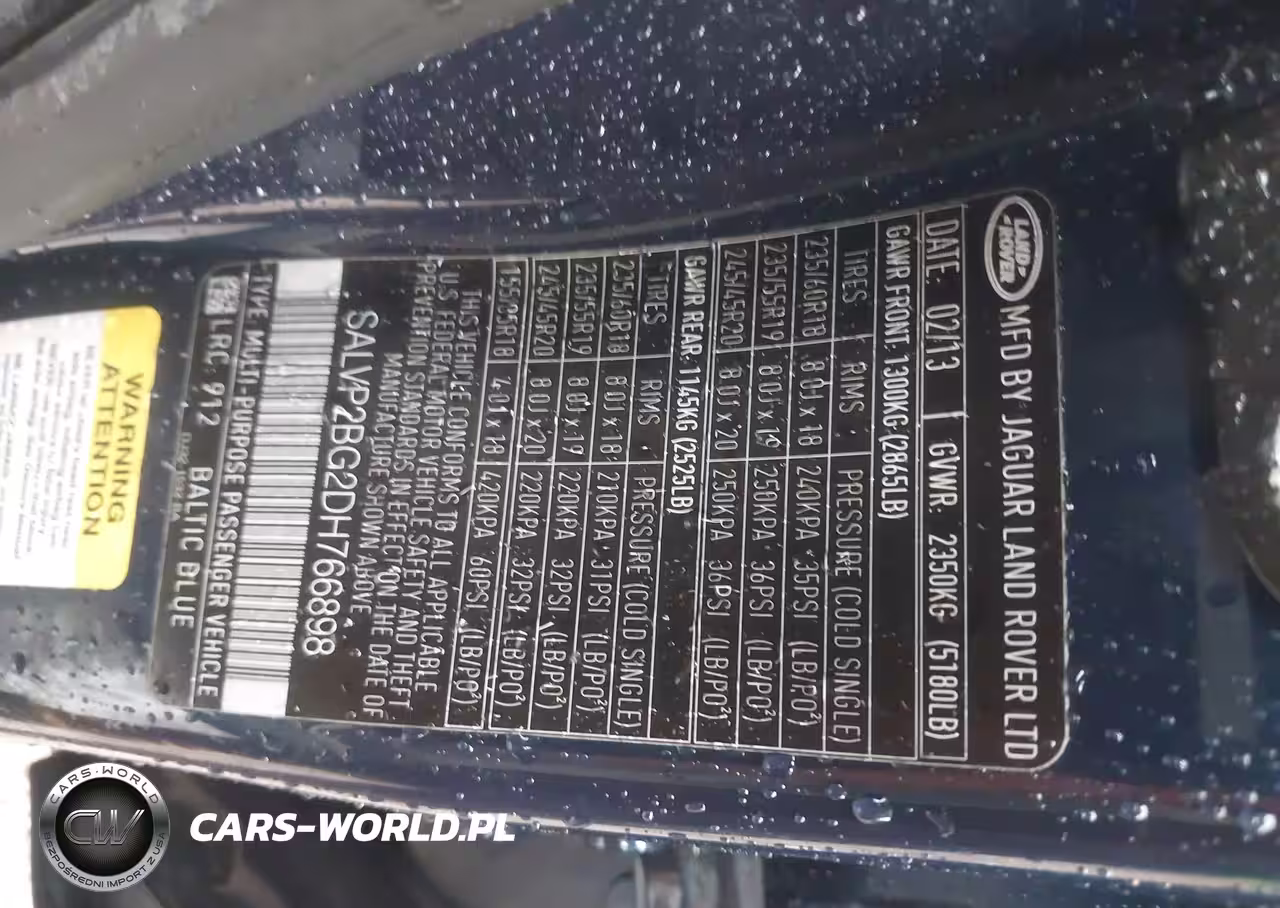 LAND ROVER
MFD BY JAGUAR LAND ROVER LTD
DATE 02/13 GVWR: 2350KG (5180LB)
GAWR FRONT: 1300KG (2865LB)
TIRES RIMS PRESSURE (COLD SINGLE)
235/60R18 8.0J x 18 240KPA 35PSI (LB/PO²)
235/55R19 8.0J x 19 250KPA 36PSI (LB/PO²)
245/45R20 8.0J x 20 250KPA 36PSI (LB/PO²)
GAWR REAR: 1145KG (2525LB)
TIRES RIMS PRESSURE (COLD SINGLE)
225/60R18 8.0J x 18 210KPA 31PSI (LB/PO²)
235/55R19 8.0J x 19 220KPA 32PSI (LB/PO²)
245/45R20 8.0J x 20 220KPA 32PSI (LB/PO²)
155/85R18 4.0J x 18 420KPA 60PSI (LB/PO²)
THIS VEHICLE CONFORMS TO ALL APPLICABLE
U.S FEDERAL MOTOR VEHICLE SAFETY AND THEFT
PREVENTION STANDARDS IN EFFECT ON THE DATE OF
MANUFACTURE SHOWN ABOVE
SALVP2BG2DH766898
TYPE: MULTI-PURPOSE PASSENGER VEHICLE
LRC: 912 BALTIC BLUE
WARNING
ATTENTION
CARS-WORLD
CW
BEZPOŚREDNI IMPORT Z USA
CARS-WORLD.PL